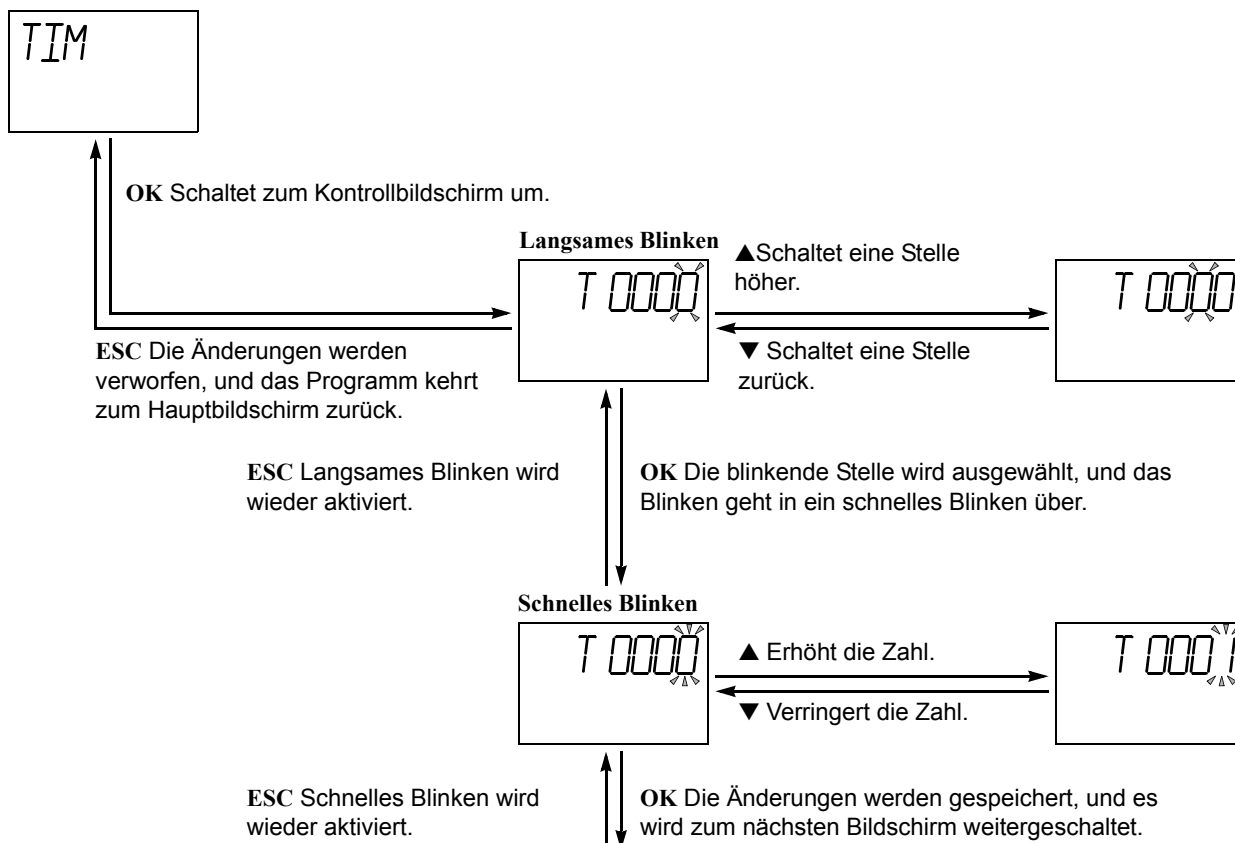 TIM
OK Schaltet zum Kontrollbildschirm um.
Langsames Blinken
T 0000
▲Schaltet eine Stelle
höher.
T 0000
ESC Die Änderungen werden
verworfen, und das Programm kehrt
zum Hauptbildschirm zurück.
▼ Schaltet eine Stelle
zurück.
ESC Langsames Blinken wird
wieder aktiviert.
OK Die blinkende Stelle wird ausgewählt, und das
Blinken geht in ein schnelles Blinken über.
Schnelles Blinken
T 0000
▲ Erhöht die Zahl.
T 0001
▼ Verringert die Zahl.
ESC Schnelles Blinken wird
wieder aktiviert.
OK Die Änderungen werden gespeichert, und es
wird zum nächsten Bildschirm weitergeschaltet.